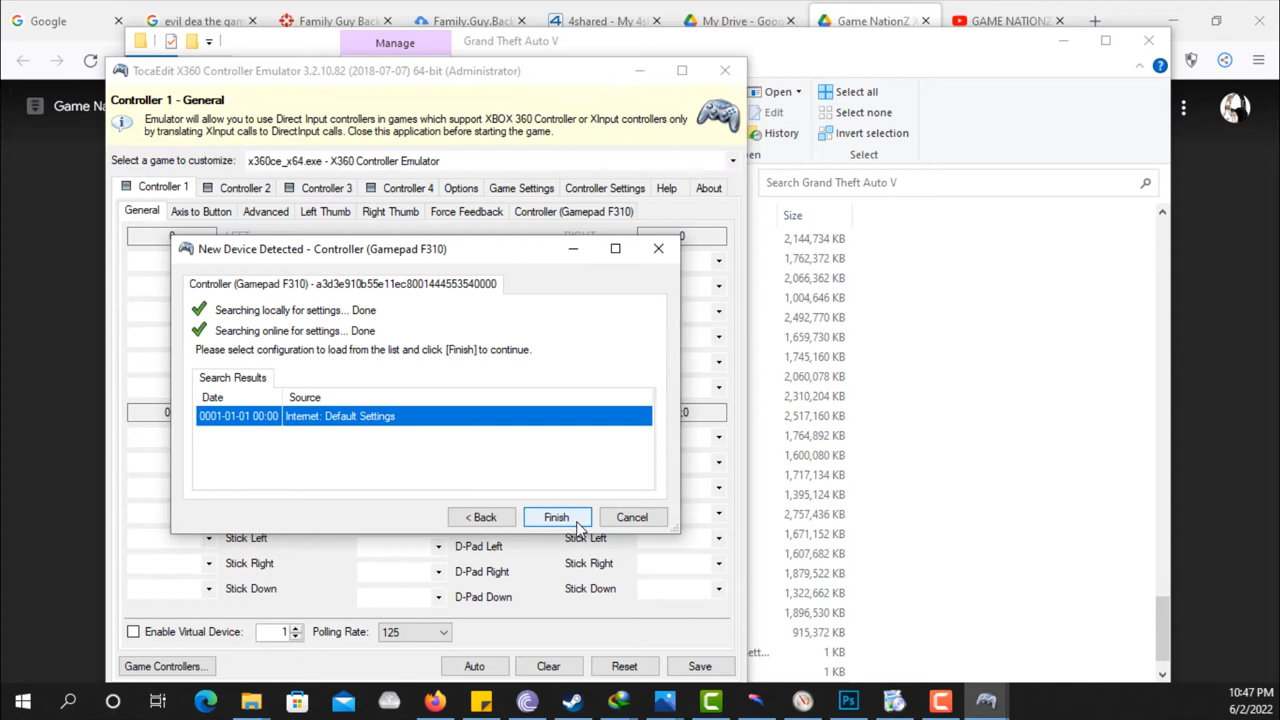 Google
evil dea the gam
Family Guy Back
Family.Guy.Back
4shared - My 4s
My Drive - Goo
Game NationZ X
GAME NATIONZ
Manage
Grand Theft Auto V
Game Na
TocaEdit X360 Controller Emulator 3.2.10.82 (2018-07-07) 64-bit (Administrator)
Controller 1 - General
Emulator will allow you to use Direct Input controllers in games which support XBOX 360 Controller or XInput controllers only
by translating XInput calls to DirectInput calls. Close this application before starting the game.
Select a game to customize:
x360ce_x64.exe - X360 Controller Emulator
Controller 1
Controller 2
Controller 3
Controller 4
Options
Game Settings
Controller Settings
Help
About
General
Axis to Button
Advanced
Left Thumb
Right Thumb
Force Feedback
Controller (Gamepad F310)
Open
Edit
History
en
Select all
Select none
Invert selection
Select
Search Grand Theft Auto V
Size
2,144,734 KB
1,762,372 KB
2,066,362 KB
1,004,646 KB
2,492,770 KB
1,659,730 KB
1,745,160 KB
2,060,078 KB
2,310,204 KB
2,517,160 KB
1,764,892 KB
1,600,080 KB
1,717,134 KB
1,395,124 KB
2,757,436 KB
1,671,152 KB
1,607,682 KB
1,879,522 KB
1,322,662 KB
1,896,530 KB
915,372 KB
ett...
1 KB
1 KB
New Device Detected - Controller (Gamepad F310)
Controller (Gamepad F310) - a3d3e910b55e11ec8001444553540000
Searching locally for settings... Done
Searching online for settings... Done
Please select configuration to load from the list and click [Finish] to continue.
Search Results
Date
Source
0001-01-01 00:00
Internet: Default Settings
< Back
Finish
Cancel
Stick Left
D-Pad Left
Stick Left
Stick Right
D-Pad Right
Stick Right
Stick Down
D-Pad Down
Stick Down
Enable Virtual Device:
1
Polling Rate:
125
Game Controllers...
Auto
Clear
Reset
Save
10:47 PM
6/2/2022